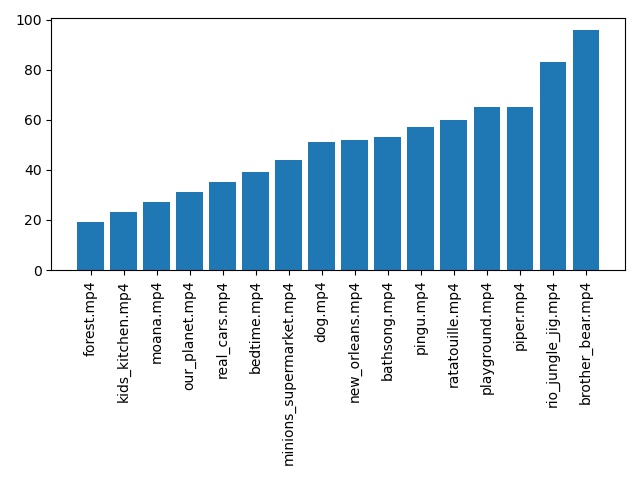 100
80
60
40
20
0
forest.mp4
kids_kitchen.mp4
moana.mp4
our_planet.mp4
real_cars.mp4
bedtime.mp4
minions_supermarket.mp4
dog.mp4
new_orleans.mp4
bathsong.mp4
pingu.mp4
ratatouille.mp4
playground.mp4
piper.mp4
rio_jungle_jig.mp4
brother_bear.mp4